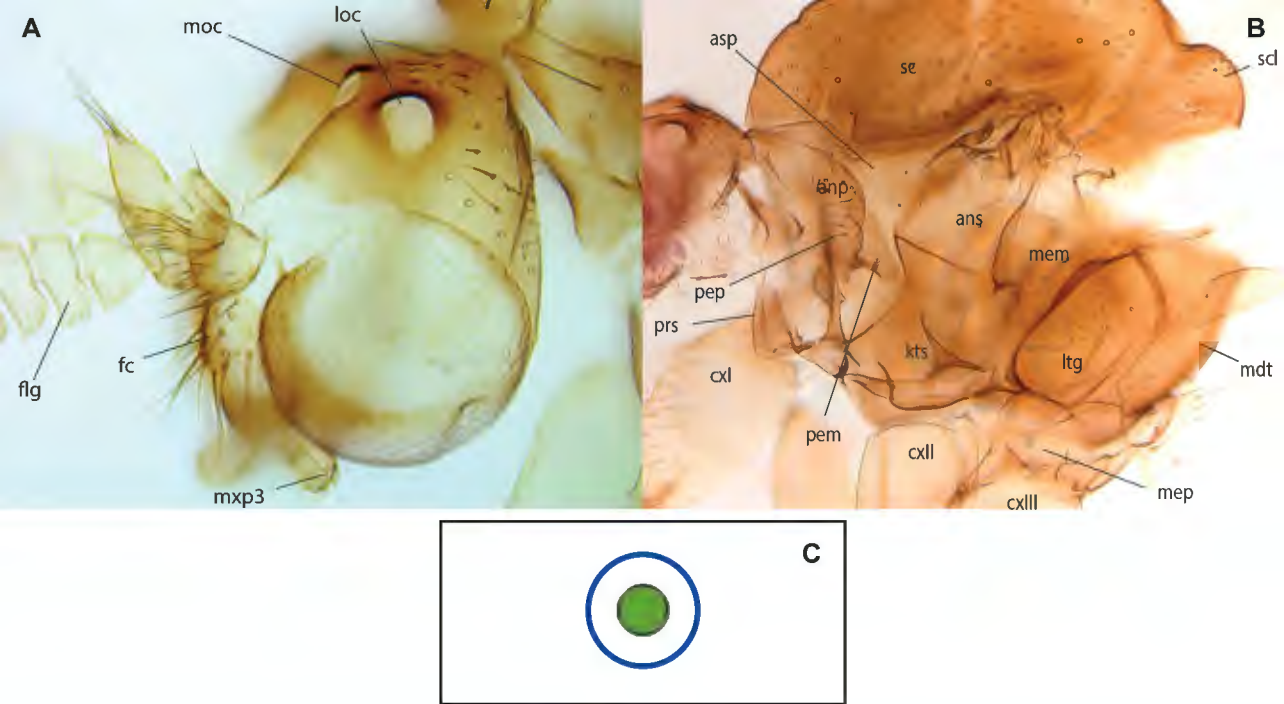 A
moc
loc
flg
fc
mxp3
B
asp
sc
scl
anp
ans
mem
pep
prs
cxI
kts
ltg
mdt
pem
cxII
mep
cxIII
C